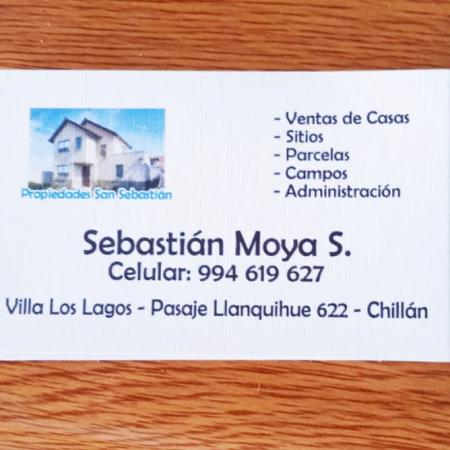 Propiedades San Sebastián
- Ventas de Casas
- Sitios
- Parcelas
- Campos
- Administración
Sebastián Moya S.
Celular: 994 619 627
Villa Los Lagos - Pasaje Llanquihue 622 - Chillán